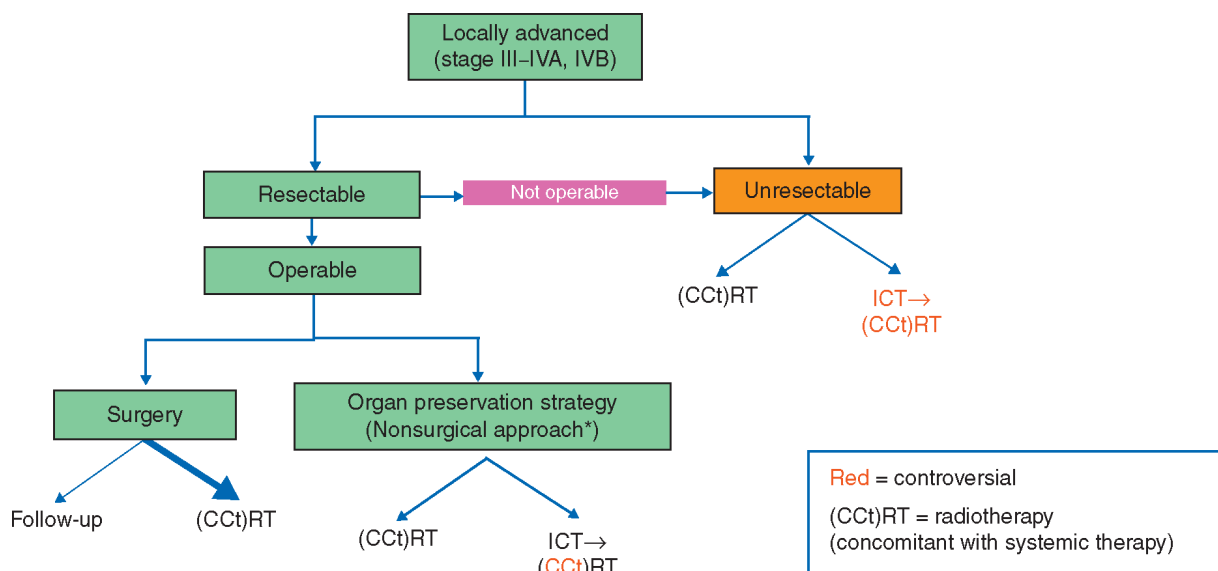 Locally advanced
(stage III–IVA, IVB)
Resectable
Not operable
Unresectable
Operable
(CCt)RT
ICT→
(CCt)RT
Surgery
Organ preservation strategy
(Nonsurgical approach*)
Follow-up
(CCt)RT
(CCt)RT
ICT→
(CCt)RT
Red = controversial
(CCt)RT = radiotherapy
(concomitant with systemic therapy)